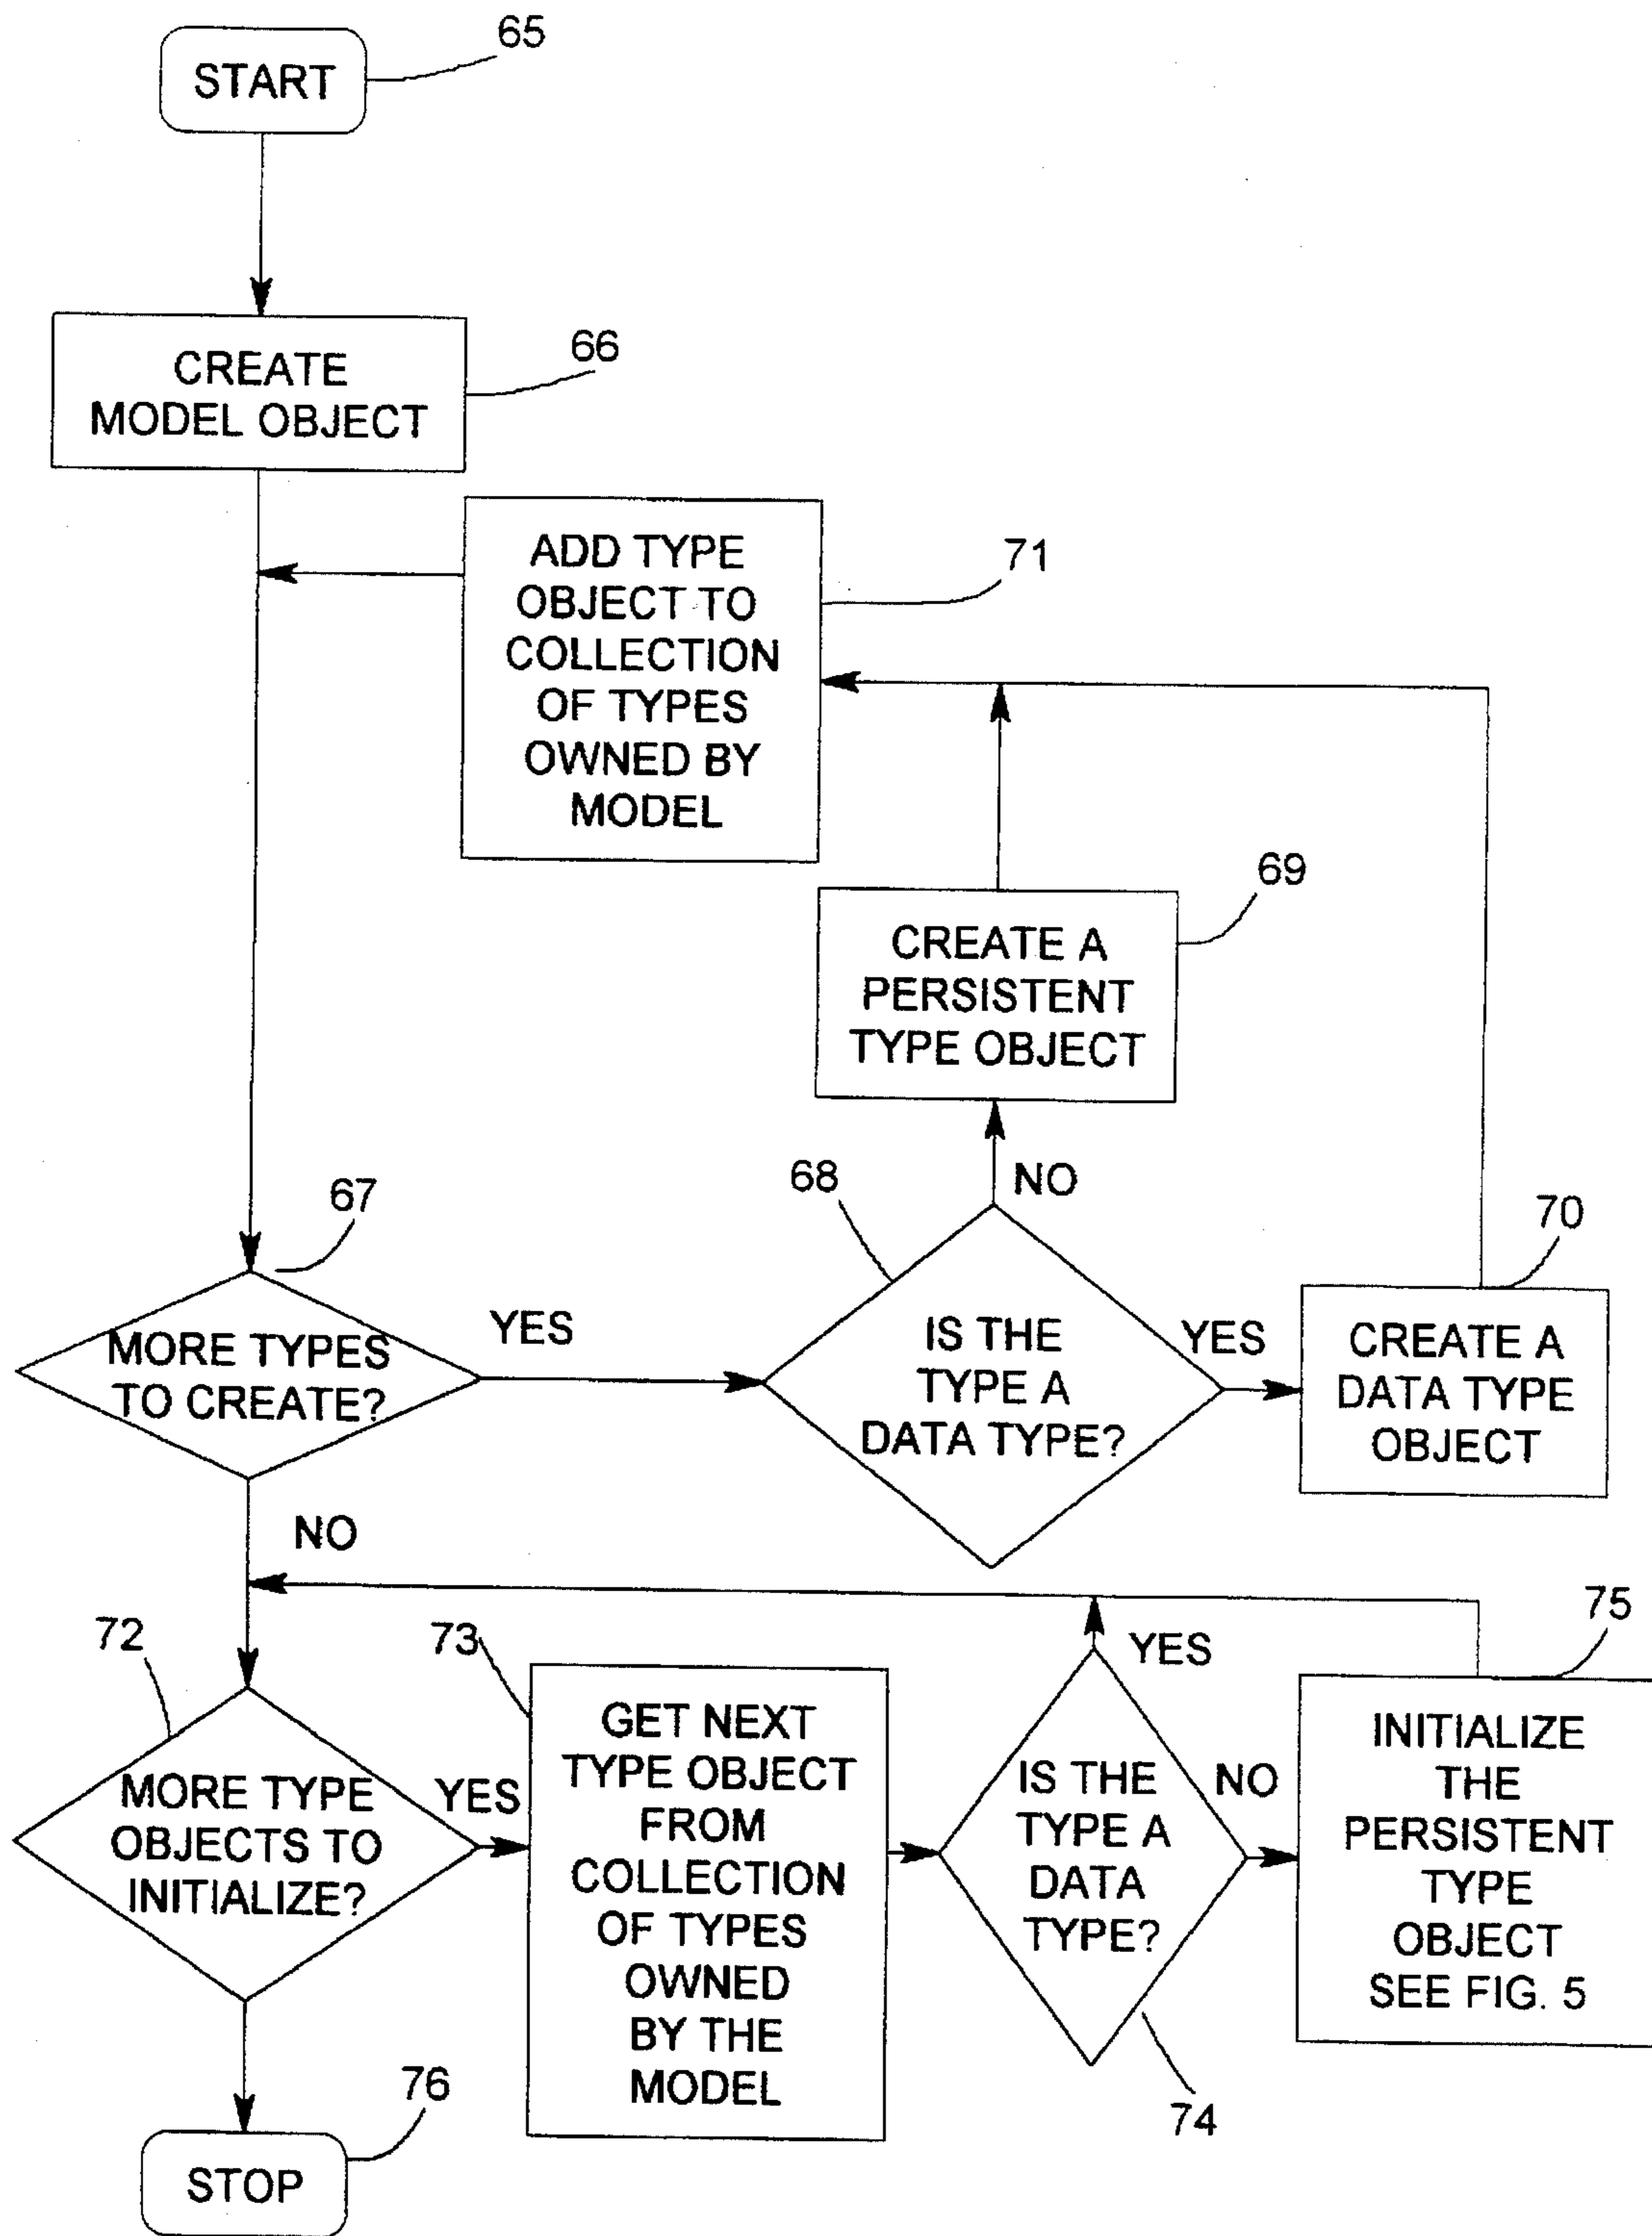 65
START
66
CREATE
MODEL OBJECT
71
ADD TYPE
OBJECT TO
COLLECTION
OF TYPES
OWNED BY
MODEL
69
CREATE A
PERSISTENT
TYPE OBJECT
67
MORE TYPES
TO CREATE?
YES
68
NO
IS THE
TYPE A
DATA TYPE?
YES
70
CREATE A
DATA TYPE
OBJECT
NO
72
MORE TYPE
OBJECTS TO
INITIALIZE?
YES
73
GET NEXT
TYPE OBJECT
FROM
COLLECTION
OF TYPES
OWNED
BY THE
MODEL
YES
IS THE
TYPE A
DATA
TYPE?
74
NO
75
INITIALIZE
THE
PERSISTENT
TYPE
OBJECT
SEE FIG. 5
76
STOP